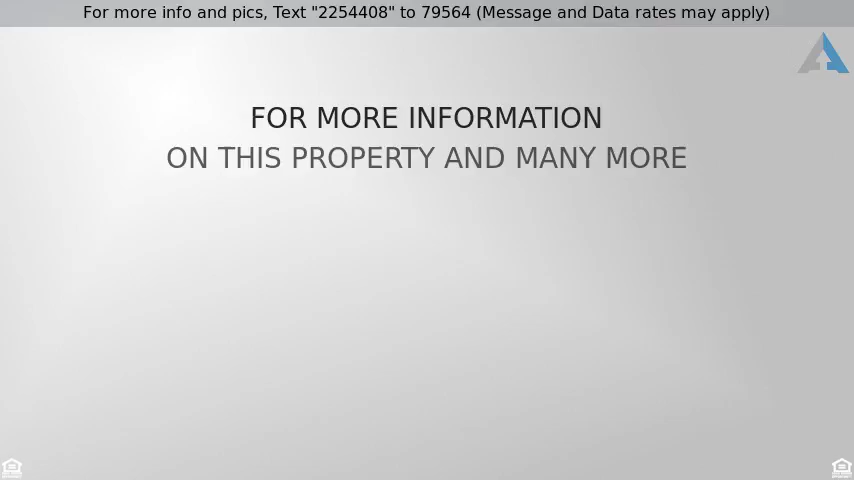 For more info and pics, Text "2254408" to 79564 (Message and Data rates may apply)
FOR MORE INFORMATION
ON THIS PROPERTY AND MANY MORE